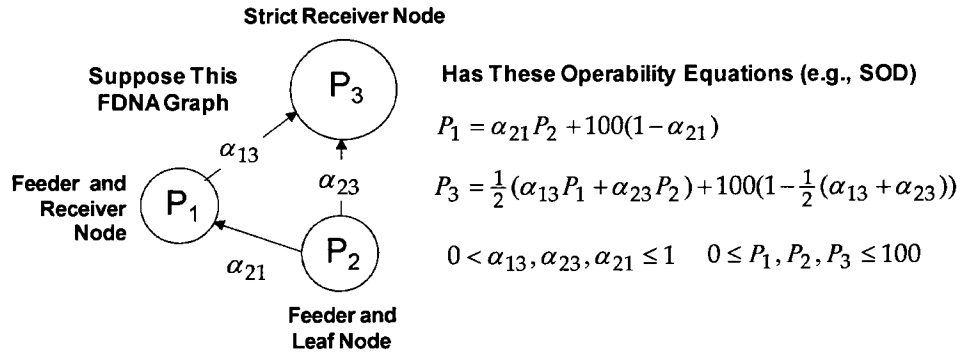 Strict Receiver Node
Suppose This
FDNA Graph
P₃
Has These Operability Equations (e.g., SOD)
α₁₃
P₁ = α₂₁P₂ + 100(1 − α₂₁)
Feeder and
Receiver
Node
P₁
α₂₃
P₃ = ½(α₁₃P₁ + α₂₃P₂) + 100(1 − ½(α₁₃ + α₂₃))
α₂₁
P₂
0 < α₁₃, α₂₃, α₂₁ ≤ 1 0 ≤ P₁, P₂, P₃ ≤ 100
Feeder and
Leaf Node